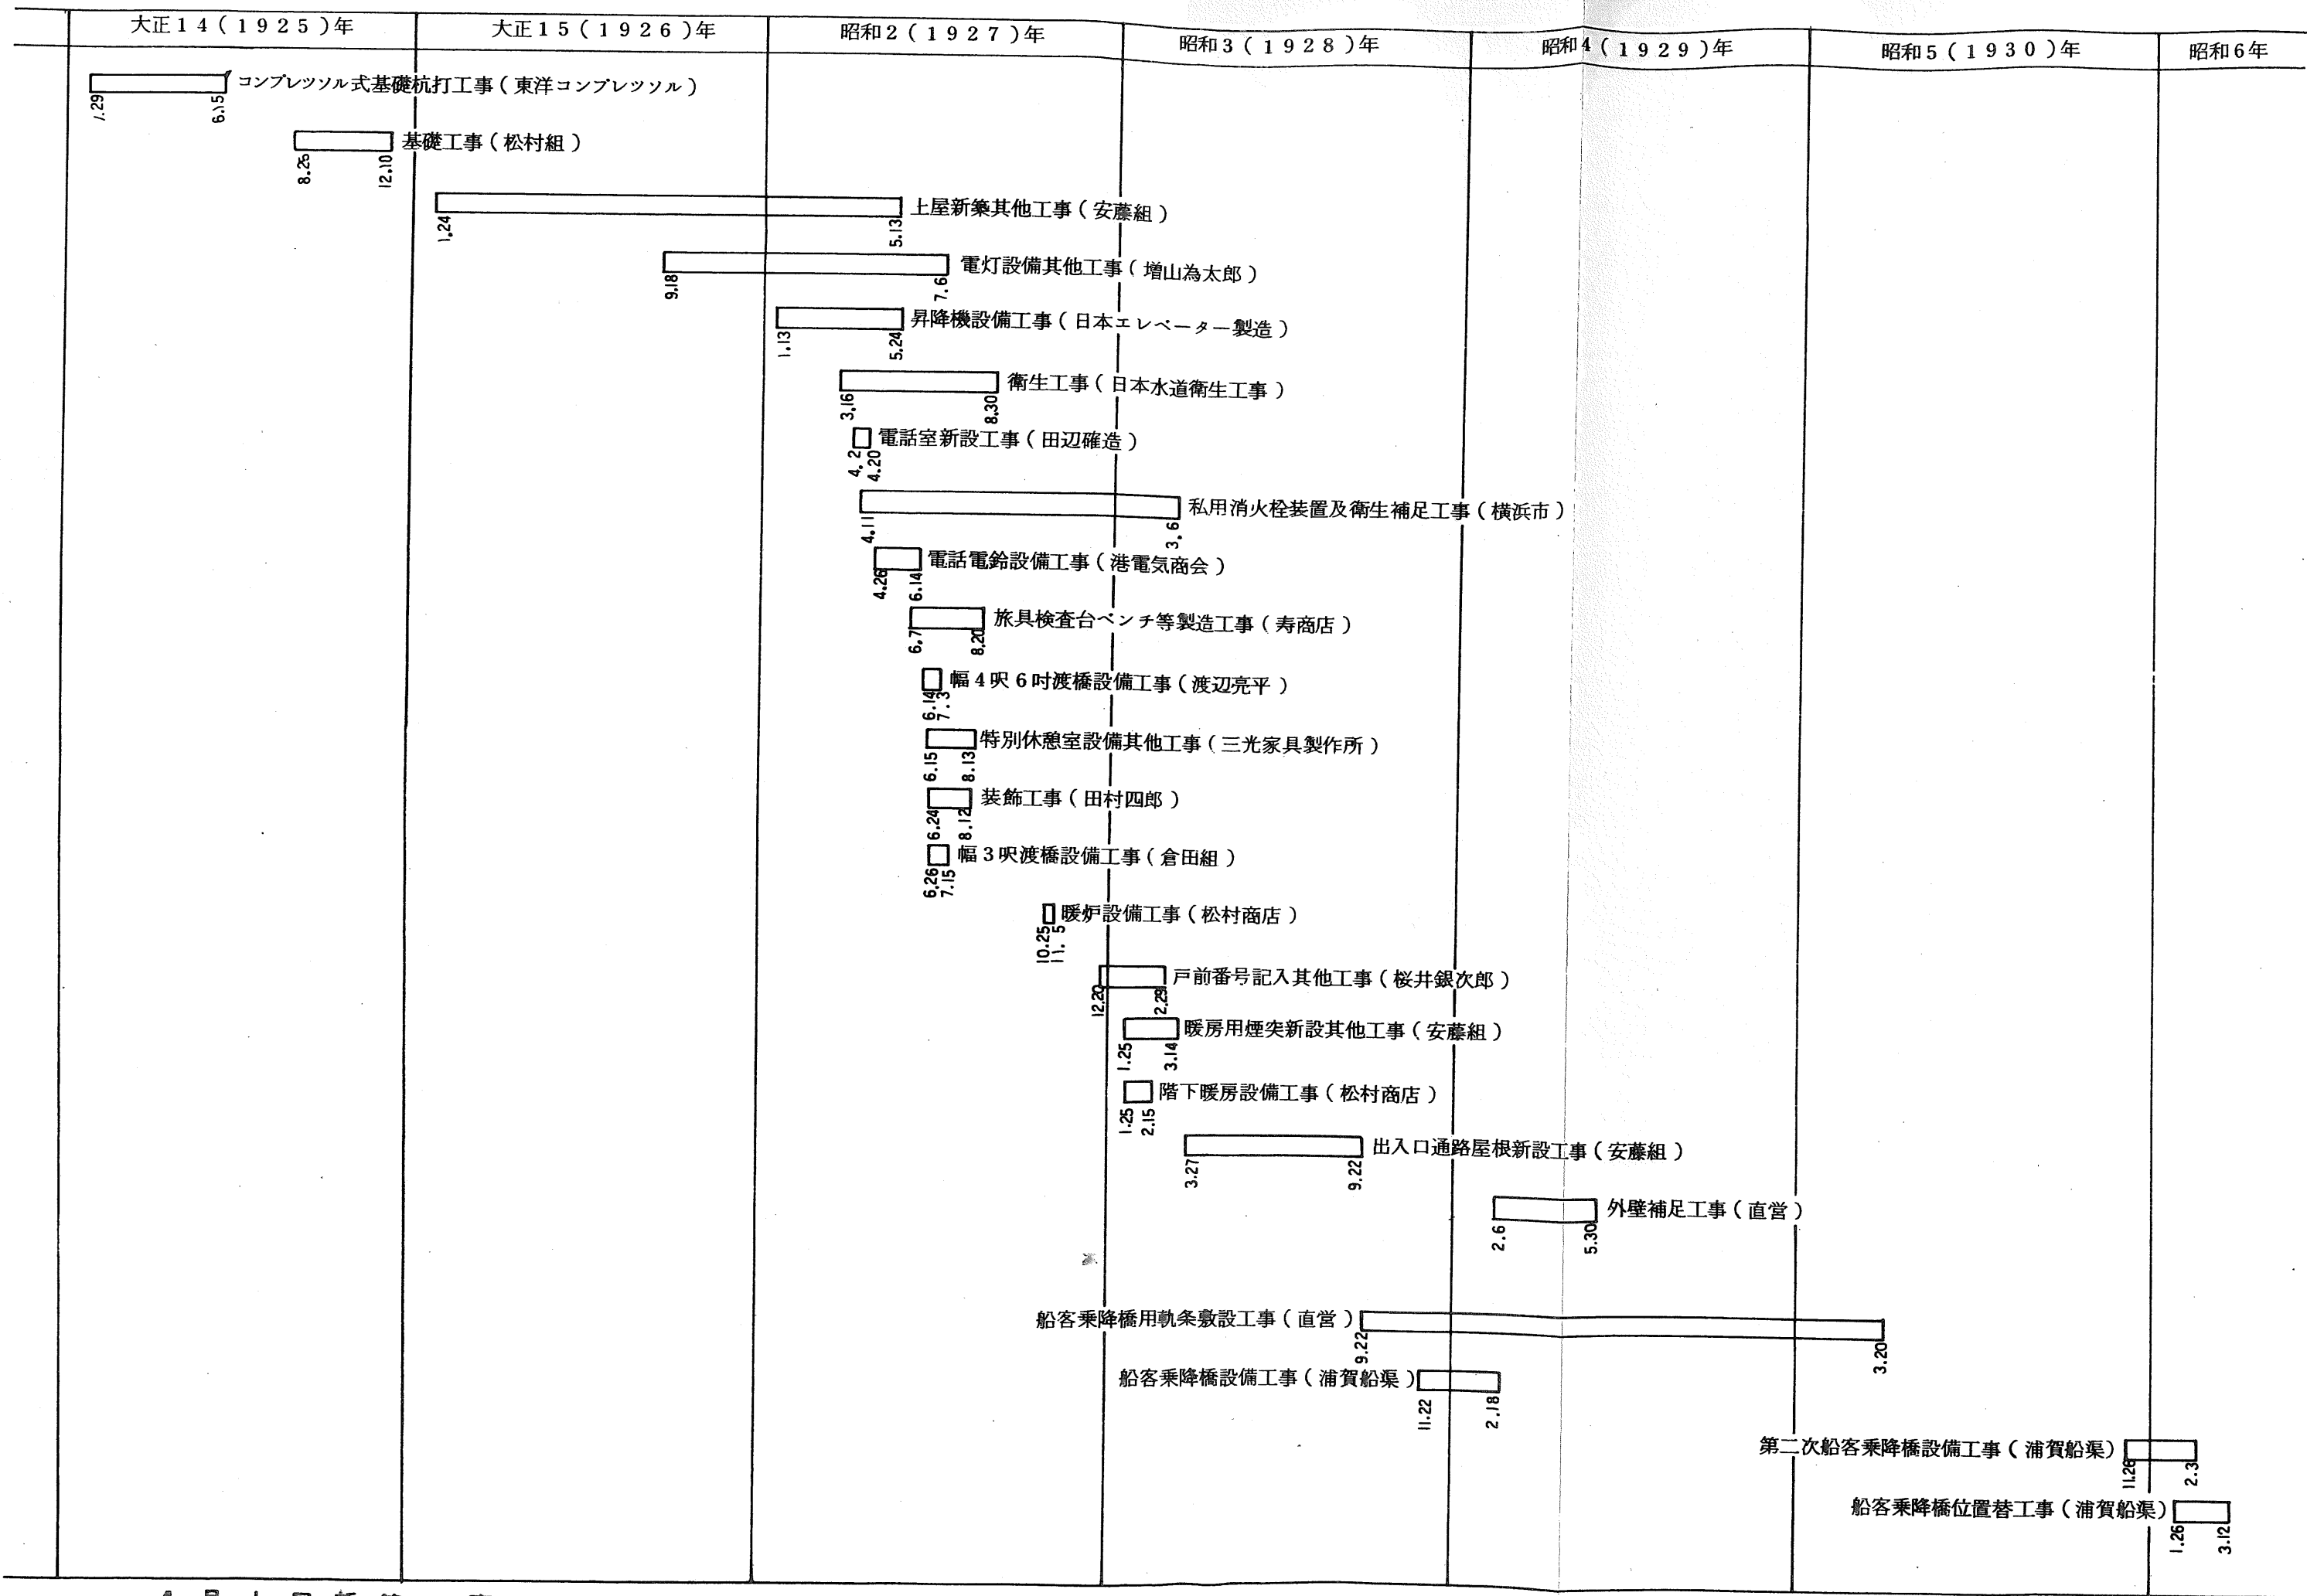 大正14(1925)年 大正15(1926)年 昭和2(1927)年 昭和3(1928)年 昭和4(1929)年 昭和5(1930)年 昭和6年
コンプレツソル式基礎杭打工事(東洋コンプレツソル)
1.29 6.15
基礎工事(松村組)
8.25 12.10
上屋新築其他工事(安藤組)
1.24 5.13
電灯設備其他工事(増山為太郎)
9.18 7.6
昇降機設備工事(日本エレベーター製造)
1.13 5.24
衛生工事(日本水道衛生工事)
3.16 8.30
電話室新設工事(田辺確造)
4.2 4.20
私用消火栓装置及衛生補足工事(横浜市)
4.11 3.6
電話電鈴設備工事(港電気商会)
4.26 6.14
旅具検査台ベンチ等製造工事(寿商店)
6.7 8.20
幅4呎6吋渡橋設備工事(渡辺亮平)
6.14 7.3
特別休憩室設備其他工事(三光家具製作所)
6.15 8.13
装飾工事(田村四郎)
6.24 8.12
幅3呎渡橋設備工事(倉田組)
6.26 7.15
暖炉設備工事(松村商店)
10.25 11.5
戸前番号記入其他工事(桜井銀次郎)
12.20 2.29
暖房用煙突新設其他工事(安藤組)
1.25 3.14
階下暖房設備工事(松村商店)
1.25 2.15
出入口通路屋根新設工事(安藤組)
3.27 9.22
外壁補足工事(直営)
2.6 5.30
船客乗降橋用軌条敷設工事(直営)
9.22 3.20
船客乗降橋設備工事(浦賀船渠)
11.22 2.18
第二次船客乗降橋設備工事(浦賀船渠)
11.26 2.3
船客乗降橋位置替工事(浦賀船渠)
1.26 3.12